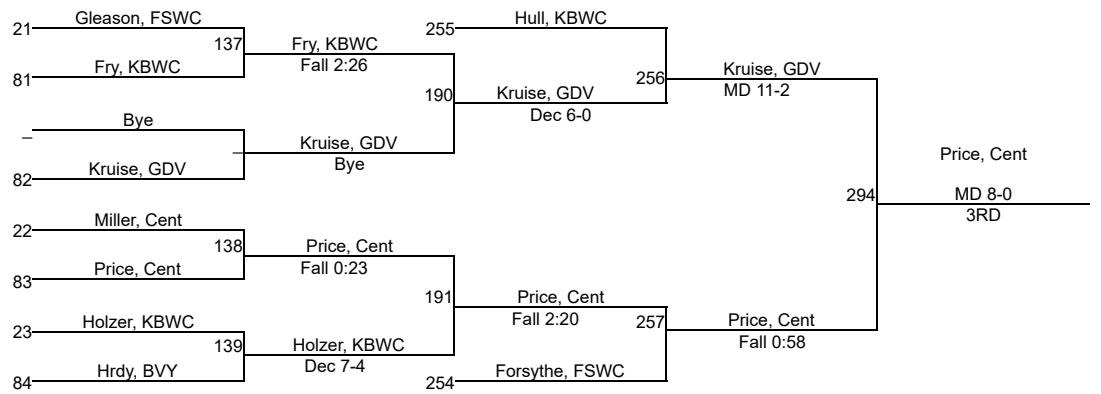 21 Gleason, FSWC
137
81 Fry, KBWC
Fry, KBWC
Fall 2:26
_ Bye
82 Kruise, GDV
Kruise, GDV
Bye
190
22 Miller, Cent
138
83 Price, Cent
Price, Cent
Fall 0:23
23 Holzer, KBWC
139
84 Hrdy, BVY
Holzer, KBWC
Dec 7-4
191
255 Hull, KBWC
256
Kruise, GDV
Dec 6-0
Price, Cent
Fall 2:20
257
254 Forsythe, FSWC
Kruise, GDV
MD 11-2
294
Price, Cent
Fall 0:58
Price, Cent
MD 8-0
3RD